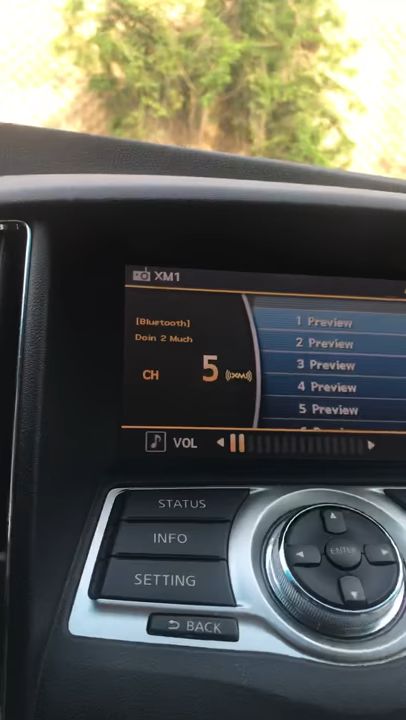 XM1
[Bluetooth]
Doin 2 Much
CH 5 ((XM))
1 Preview
2 Preview
3 Preview
4 Preview
5 Preview
VOL
STATUS
INFO
SETTING
BACK
ENTER